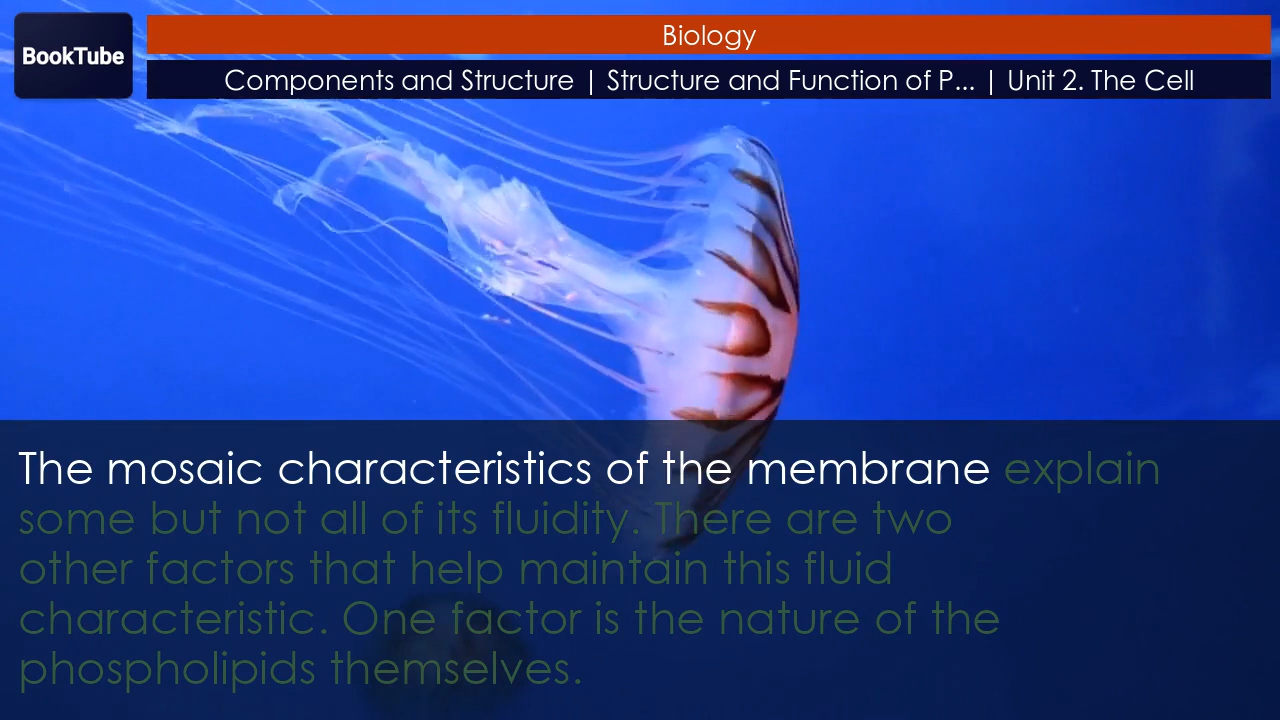 BookTube
Biology
Components and Structure | Structure and Function of P... | Unit 2. The Cell
The mosaic characteristics of the membrane explain
some but not all of its fluidity. There are two
other factors that help maintain this fluid
characteristic. One factor is the nature of the
phospholipids themselves.